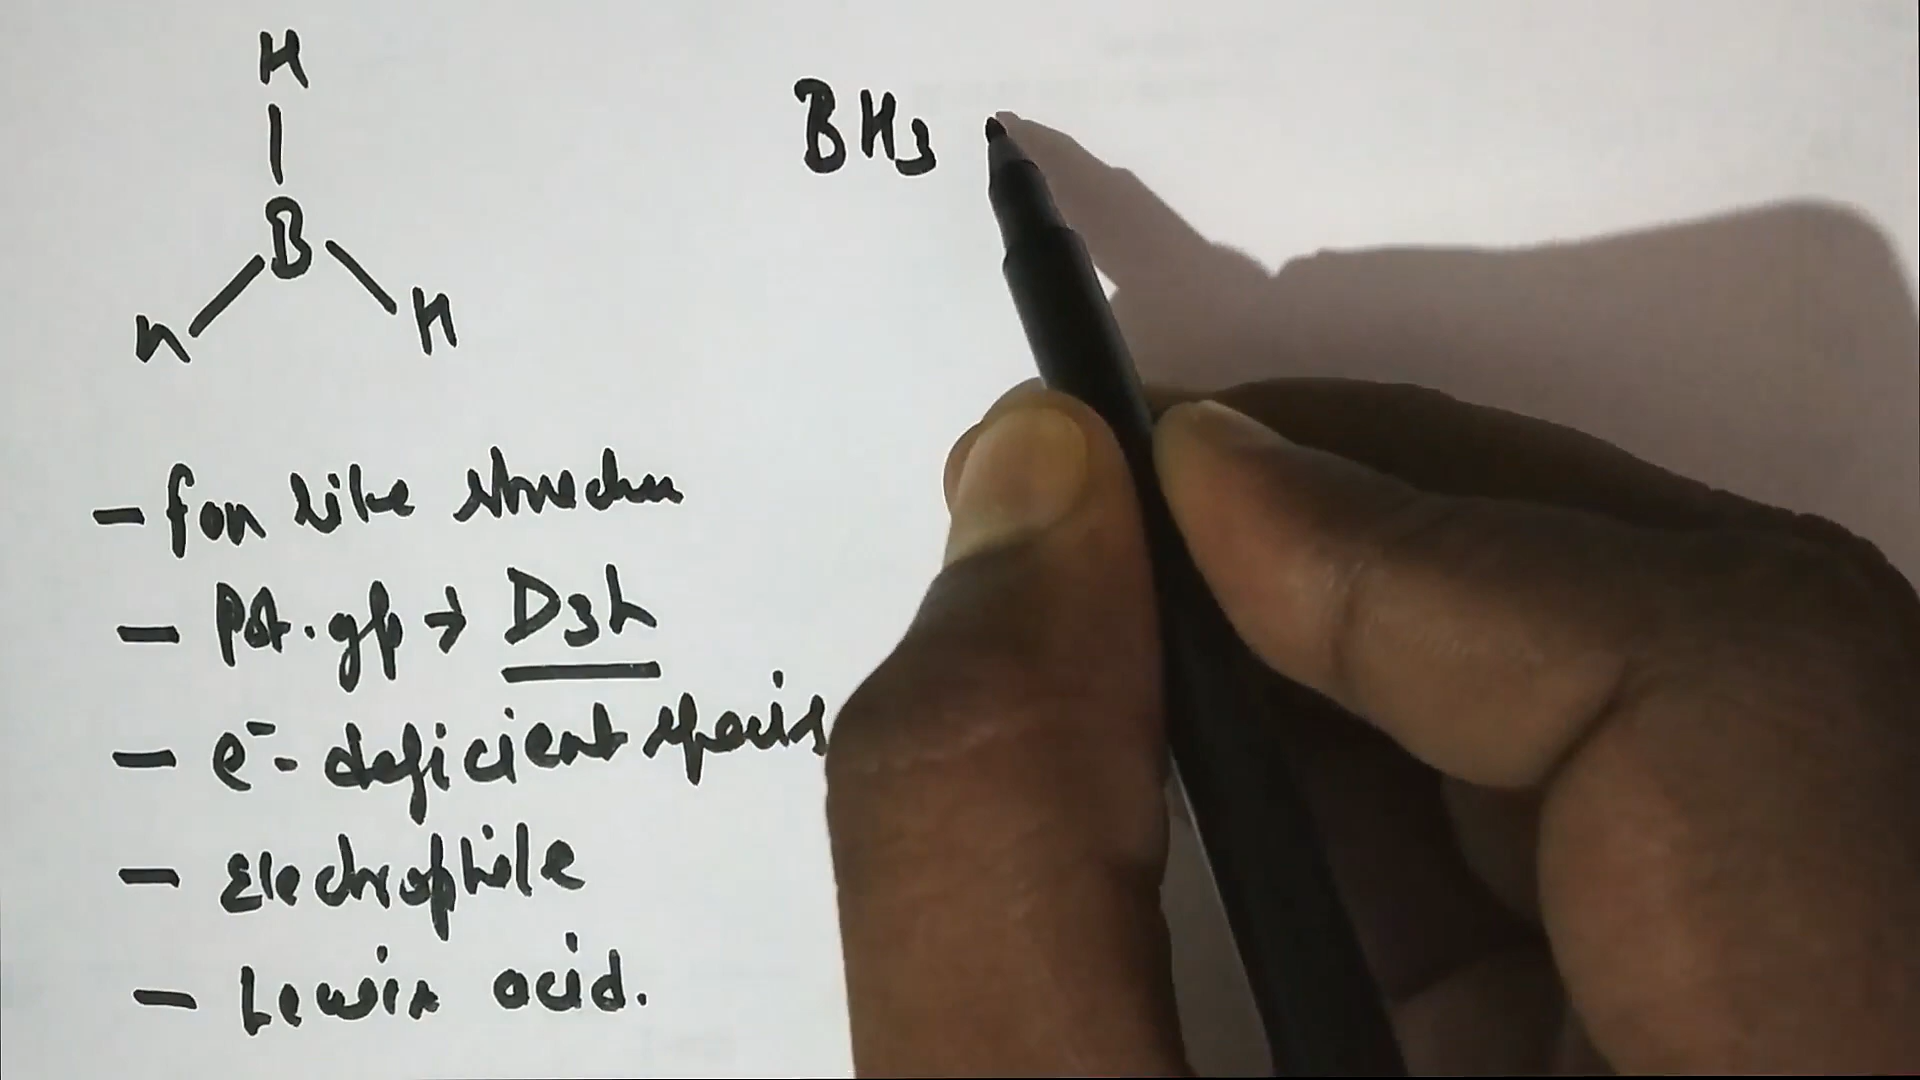 H
B
H H
BH3
- fan like structure
- Pt. gp → D3h
- e- deficient species
- Electrophile
- Lewis acid.